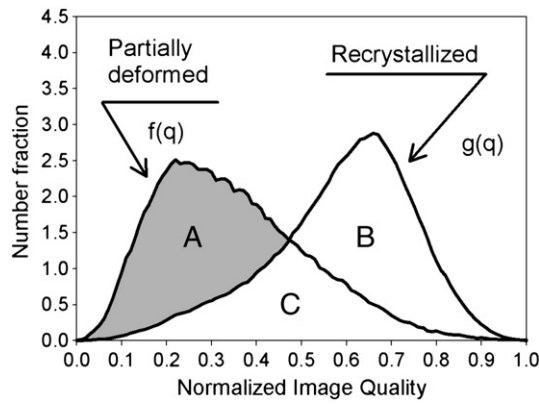 4.5
4.0
3.5
3.0
2.5
2.0
1.5
1.0
0.5
0.0
Number fraction
Partially
deformed
f(q)
Recrystallized
g(q)
A
B
C
0.0 0.1 0.2 0.3 0.4 0.5 0.6 0.7 0.8 0.9 1.0
Normalized Image Quality